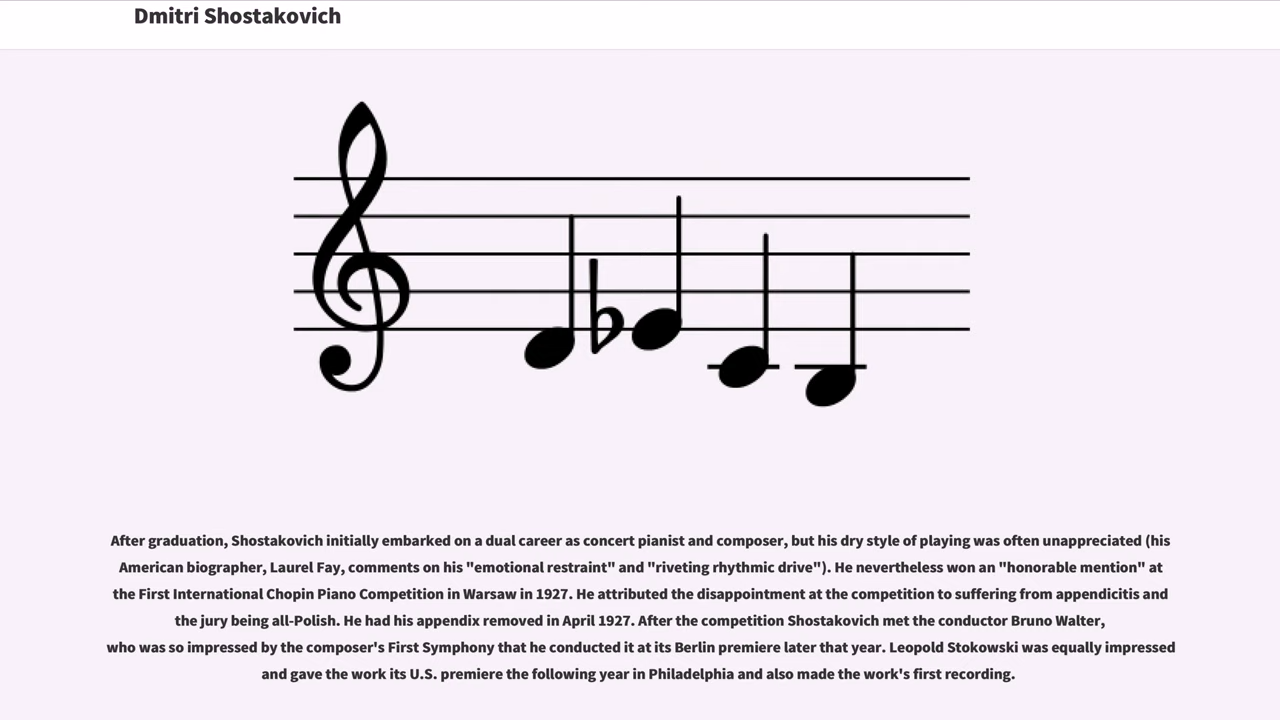 Dmitri Shostakovich
After graduation, Shostakovich initially embarked on a dual career as concert pianist and composer, but his dry style of playing was often unappreciated (his
American biographer, Laurel Fay, comments on his "emotional restraint" and "riveting rhythmic drive"). He nevertheless won an "honorable mention" at
the First International Chopin Piano Competition in Warsaw in 1927. He attributed the disappointment at the competition to suffering from appendicitis and
the jury being all-Polish. He had his appendix removed in April 1927. After the competition Shostakovich met the conductor Bruno Walter,
who was so impressed by the composer's First Symphony that he conducted it at its Berlin premiere later that year. Leopold Stokowski was equally impressed
and gave the work its U.S. premiere the following year in Philadelphia and also made the work's first recording.